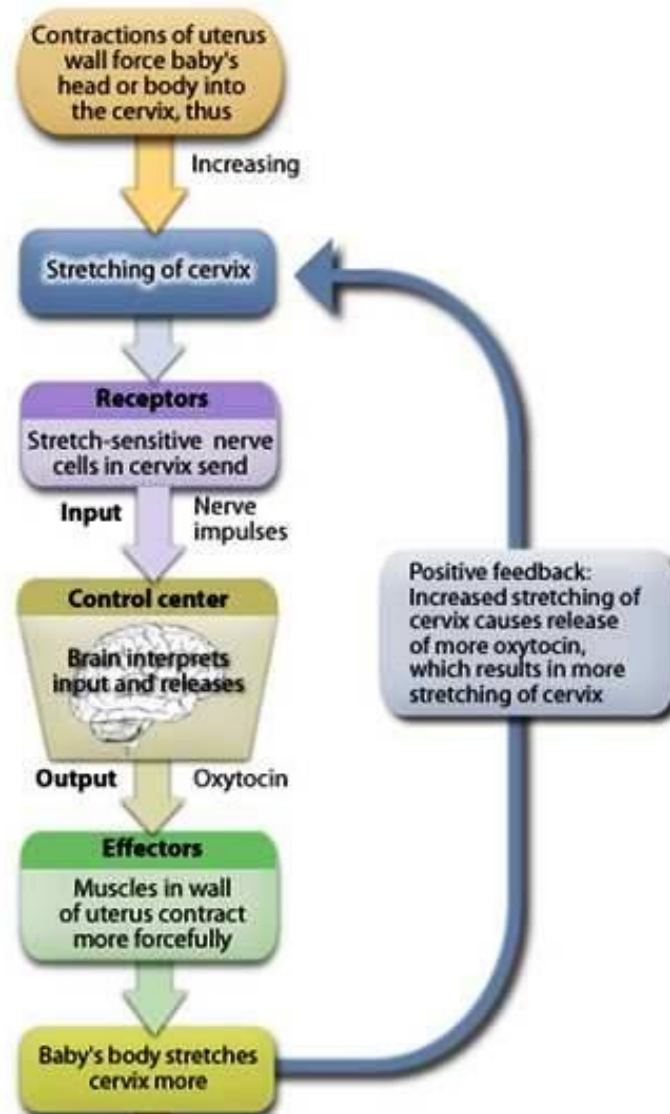 Contractions of uterus
wall force baby's
head or body into
the cervix, thus
Increasing
Stretching of cervix
Receptors
Stretch-sensitive nerve
cells in cervix send
Input
Nerve
impulses
Control center
Brain interprets
input and releases
Output
Oxytocin
Effectors
Muscles in wall
of uterus contract
more forcefully
Baby's body stretches
cervix more
Positive feedback:
Increased stretching of
cervix causes release
of more oxytocin,
which results in more
stretching of cervix